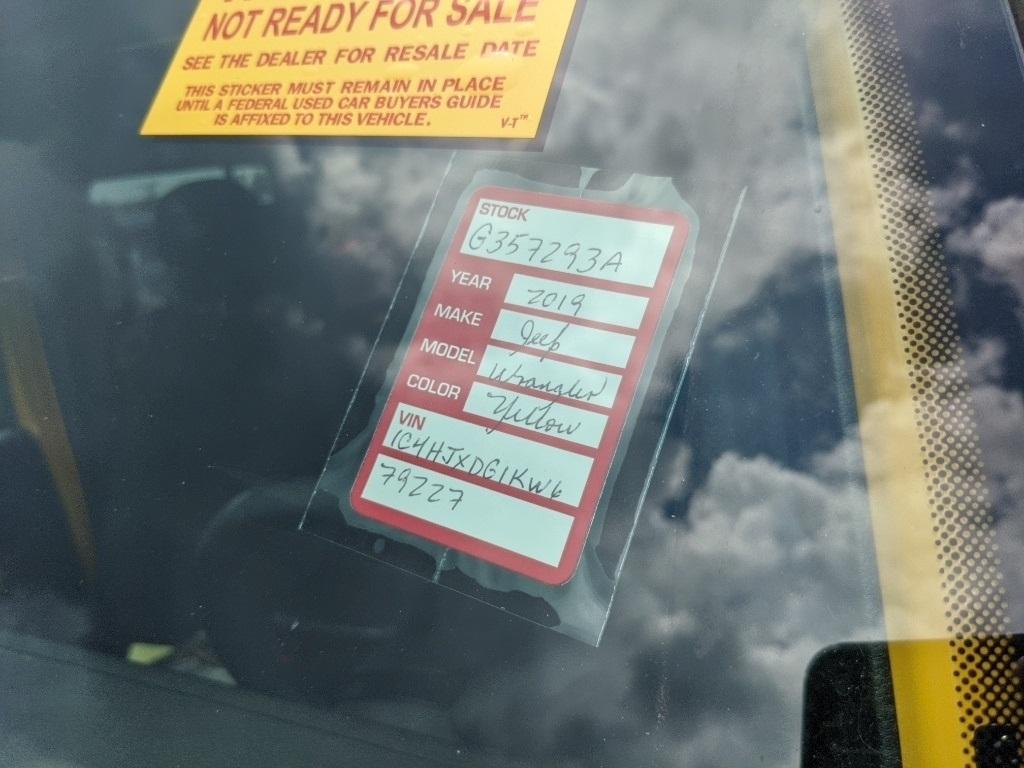 NOT READY FOR SALE
SEE THE DEALER FOR RESALE DATE
THIS STICKER MUST REMAIN IN PLACE
UNTIL A FEDERAL USED CAR BUYERS GUIDE
IS AFFIXED TO THIS VEHICLE.
V-T™
STOCK
G357293A
YEAR 2019
MAKE Jeep
MODEL Wrangler
COLOR Yellow
VIN
1C4HJXDG1KW6
79227